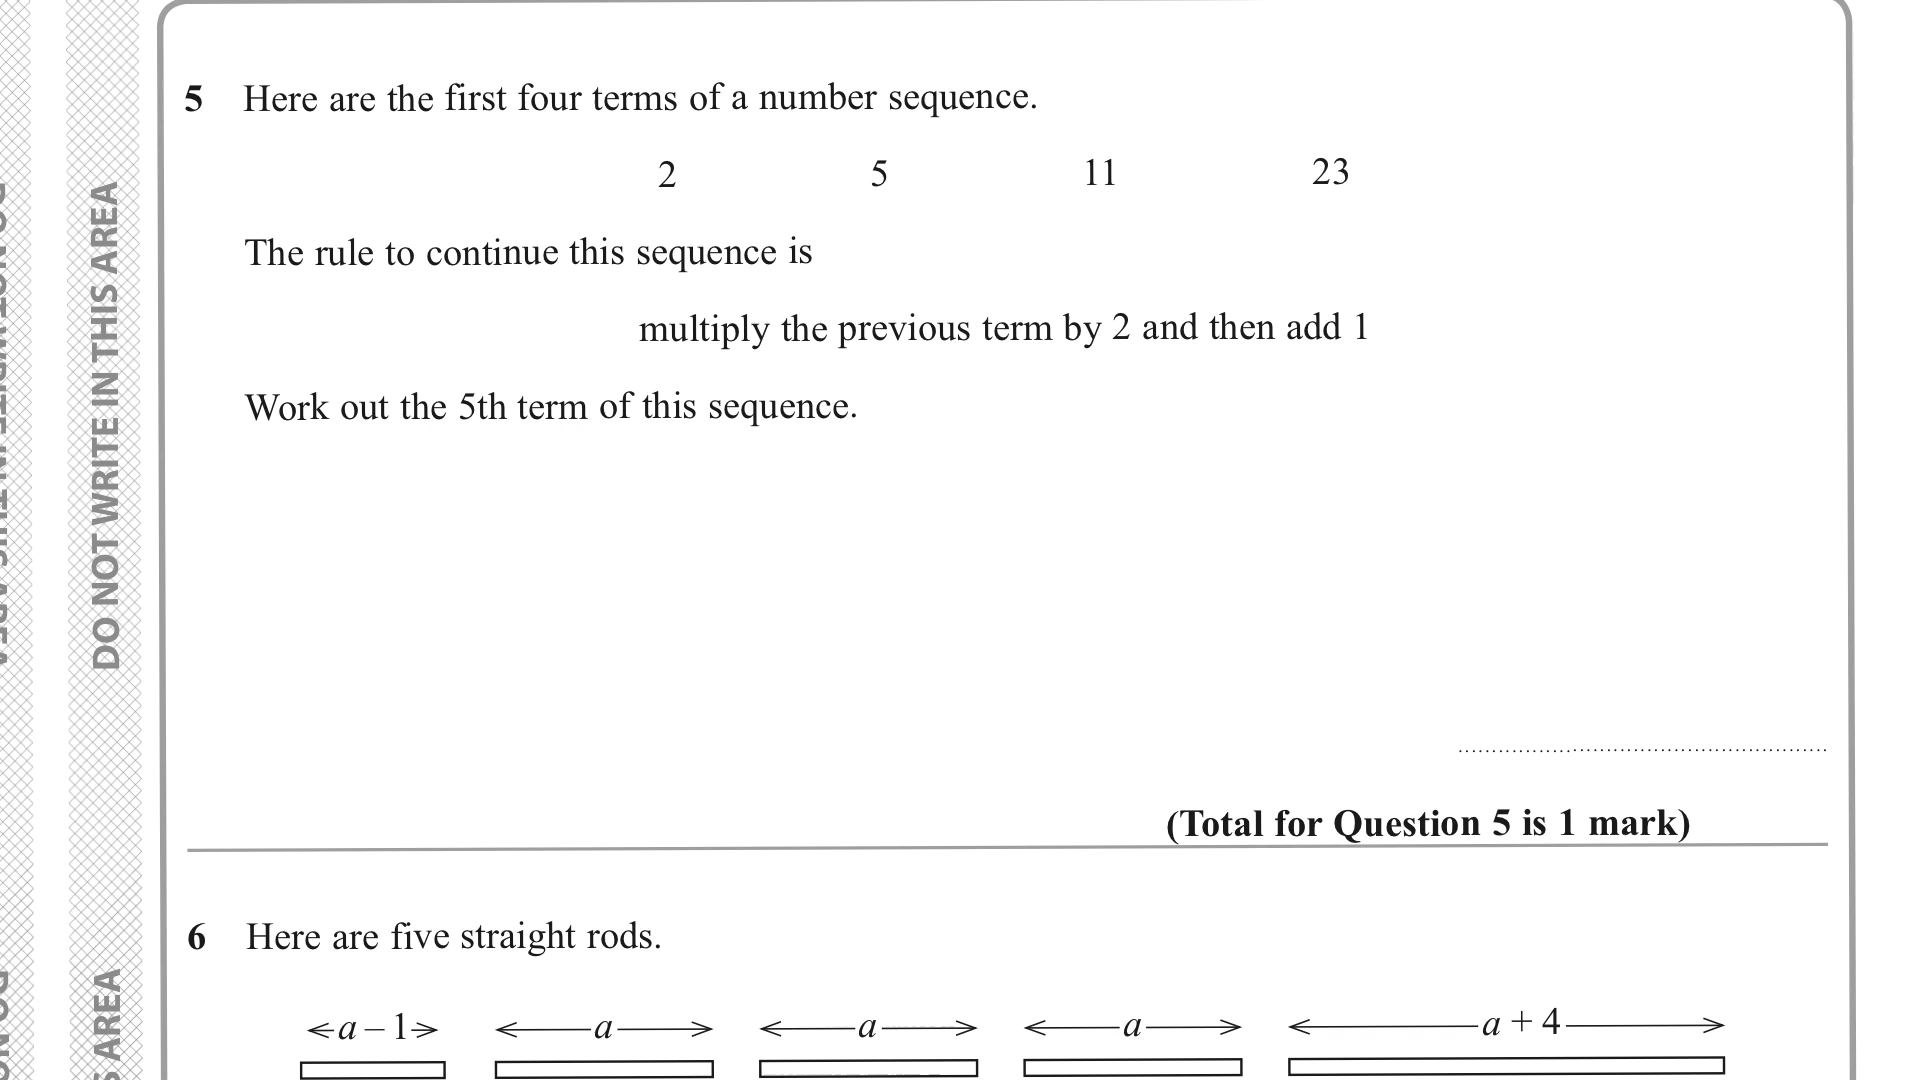 5 Here are the first four terms of a number sequence.
2 5 11 23
The rule to continue this sequence is
multiply the previous term by 2 and then add 1
Work out the 5th term of this sequence.
(Total for Question 5 is 1 mark)
6 Here are five straight rods.
a – 1 a a a a + 4
DO NOT WRITE IN THIS AREA